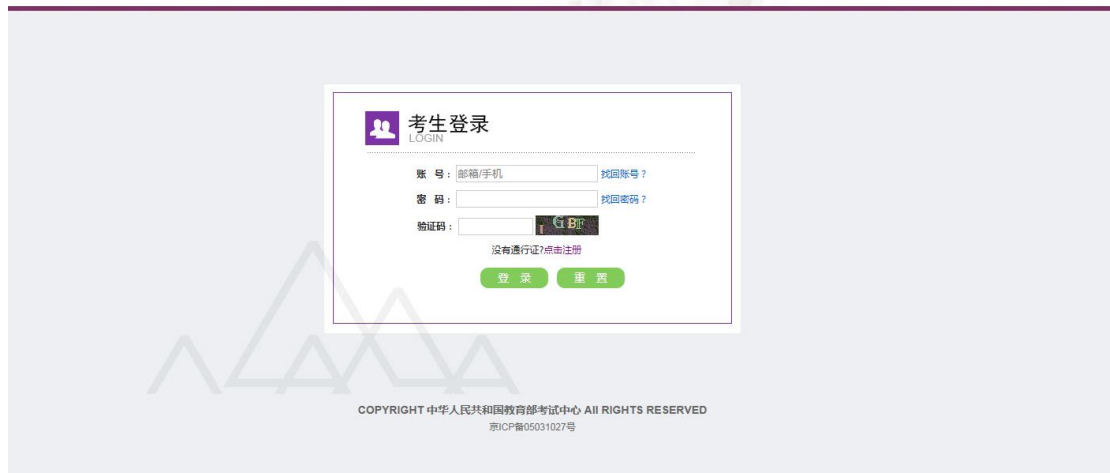 考生登录
LOGIN
账 号： 邮箱/手机 找回账号？
密 码： 找回密码？
验证码： I G B F
没有通行证?点击注册
登 录 重 置
COPYRIGHT 中华人民共和国教育部考试中心 All RIGHTS RESERVED
京ICP备05031027号